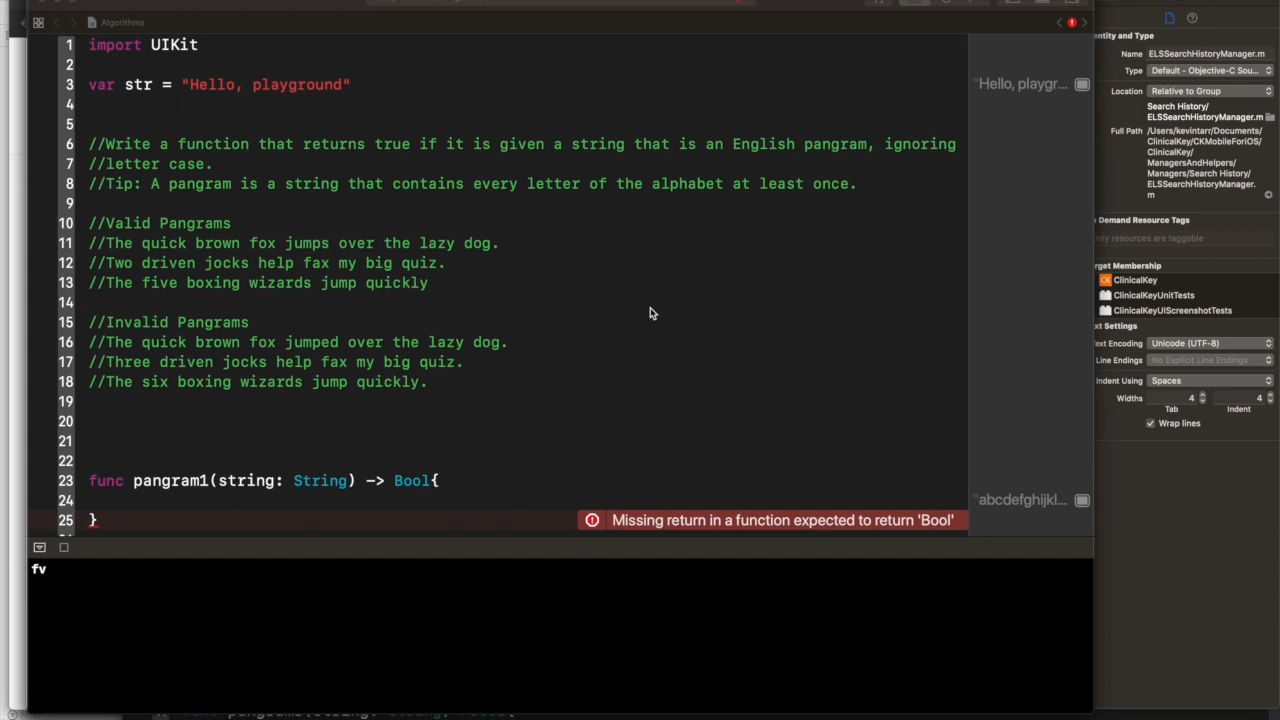 Algorithms
1 import UIKit
2
3 var str = "Hello, playground"
"Hello, playgr...
4
5
6 //Write a function that returns true if it is given a string that is an English pangram, ignoring
7 //letter case.
8 //Tip: A pangram is a string that contains every letter of the alphabet at least once.
9
10 //Valid Pangrams
11 //The quick brown fox jumps over the lazy dog.
12 //Two driven jocks help fax my big quiz.
13 //The five boxing wizards jump quickly
14
15 //Invalid Pangrams
16 //The quick brown fox jumped over the lazy dog.
17 //Three driven jocks help fax my big quiz.
18 //The six boxing wizards jump quickly.
19
20
21
22
23 func pangram1(string: String) -> Bool{
24
"abcdefghijkl...
25 }
Missing return in a function expected to return 'Bool'
fv
entity and Type
Name ELSSearchHistoryManager.m
Type Default - Objective-C Sou...
Location Relative to Group
Search History/
ELSSearchHistoryManager.m
Full Path /Users/kevintarr/Documents/
ClinicalKey/CKMobileForiOS/
ClinicalKey/
ManagersAndHelpers/
Managers/Search History/
ELSSearchHistoryManager.
m
Demand Resource Tags
Only resources are taggable
rget Membership
CK ClinicalKey
ClinicalKeyUnitTests
ClinicalKeyUIScreenshotTests
xt Settings
Text Encoding Unicode (UTF-8)
Line Endings No Explicit Line Endings
Indent Using Spaces
Widths 4 4
Tab Indent
Wrap lines